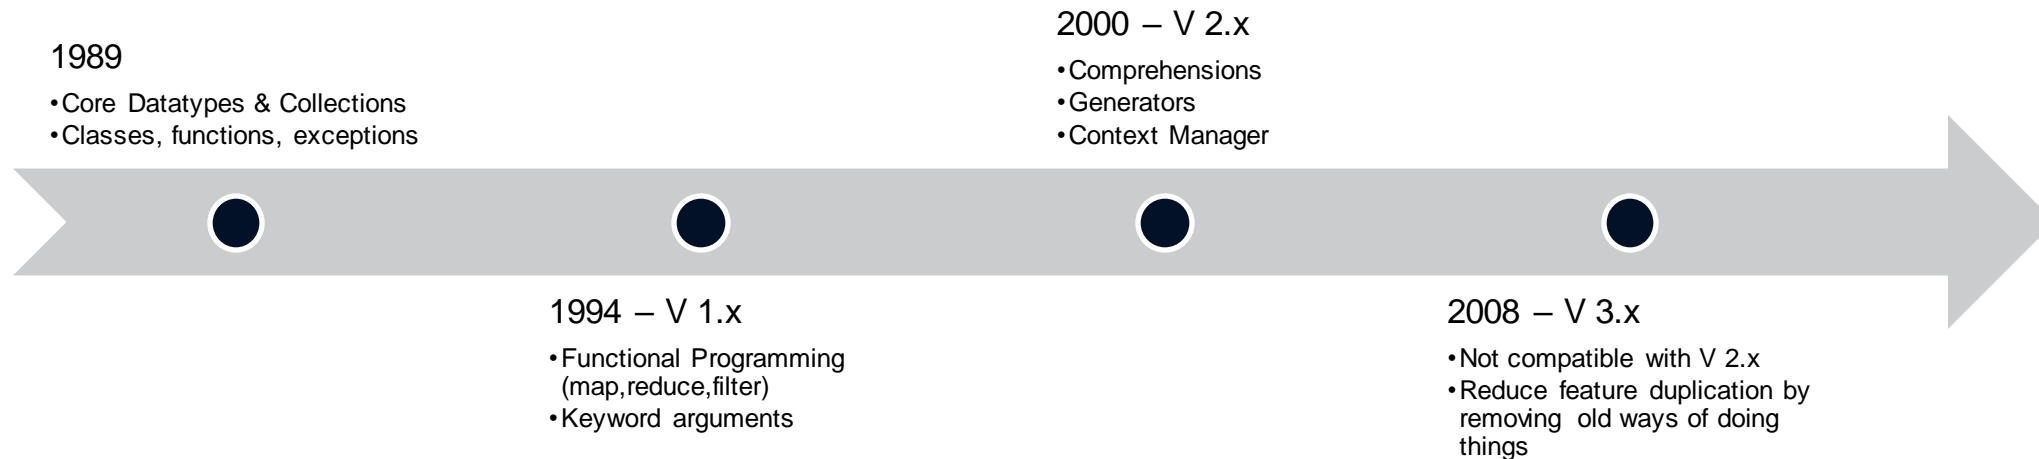 1989
•Core Datatypes & Collections
•Classes, functions, exceptions
1994 – V 1.x
•Functional Programming
(map,reduce,filter)
•Keyword arguments
2000 – V 2.x
•Comprehensions
•Generators
•Context Manager
2008 – V 3.x
•Not compatible with V 2.x
•Reduce feature duplication by
removing old ways of doing
things